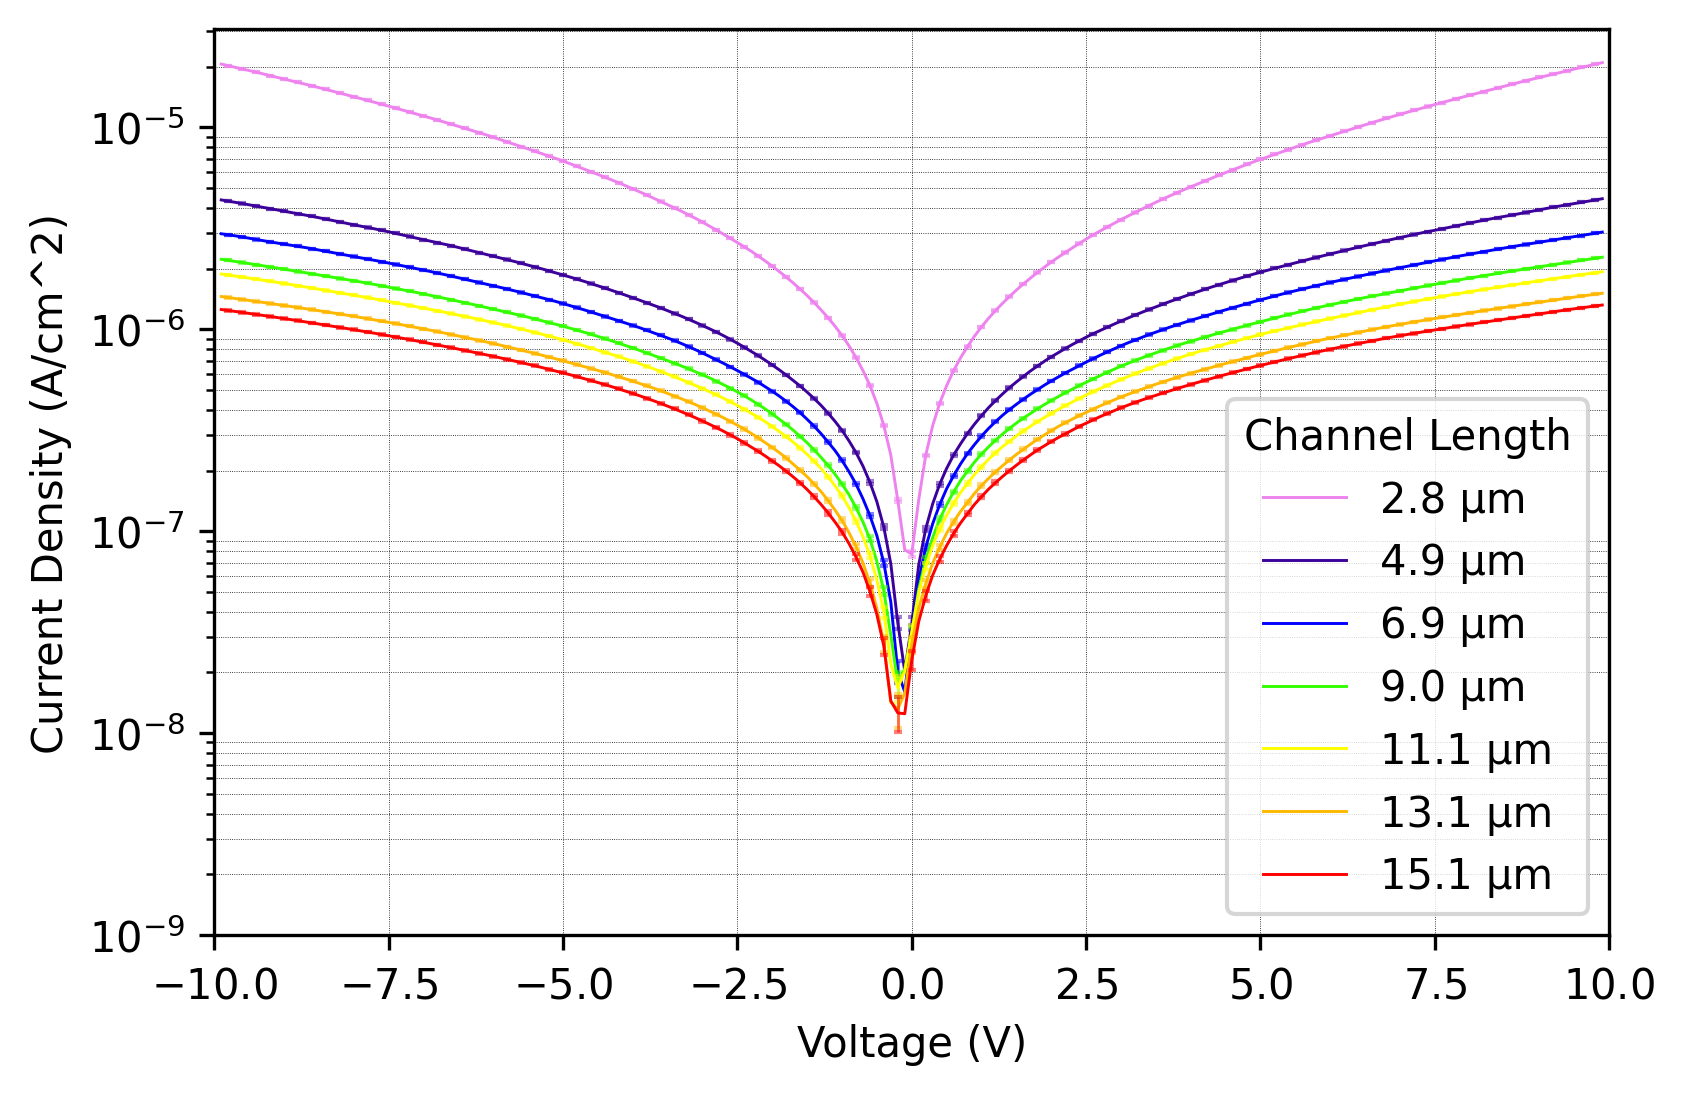 Current Density (A/cm^2)
10⁻⁵
10⁻⁶
10⁻⁷
10⁻⁸
10⁻⁹
Channel Length
2.8 μm
4.9 μm
6.9 μm
9.0 μm
11.1 μm
13.1 μm
15.1 μm
−10.0 −7.5 −5.0 −2.5 0.0 2.5 5.0 7.5 10.0
Voltage (V)